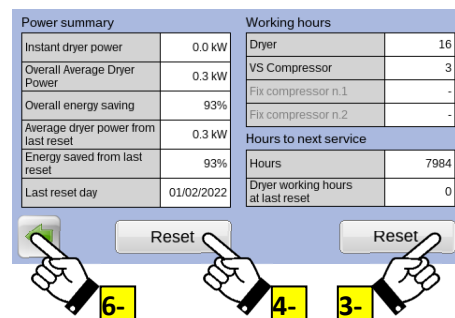 Power summary
Instant dryer power 0.0 kW
Overall Average Dryer
Power 0.3 kW
Overall energy saving 93%
Average dryer power from
last reset 0.3 kW
Energy saved from last
reset 93%
Last reset day 01/02/2022
Working hours
Dryer 16
VS Compressor 3
Fix compressor n.1 -
Fix compressor n.2 -
Hours to next service
Hours 7984
Dryer working hours
at last reset 0
Reset
Reset
6-
4-
3-